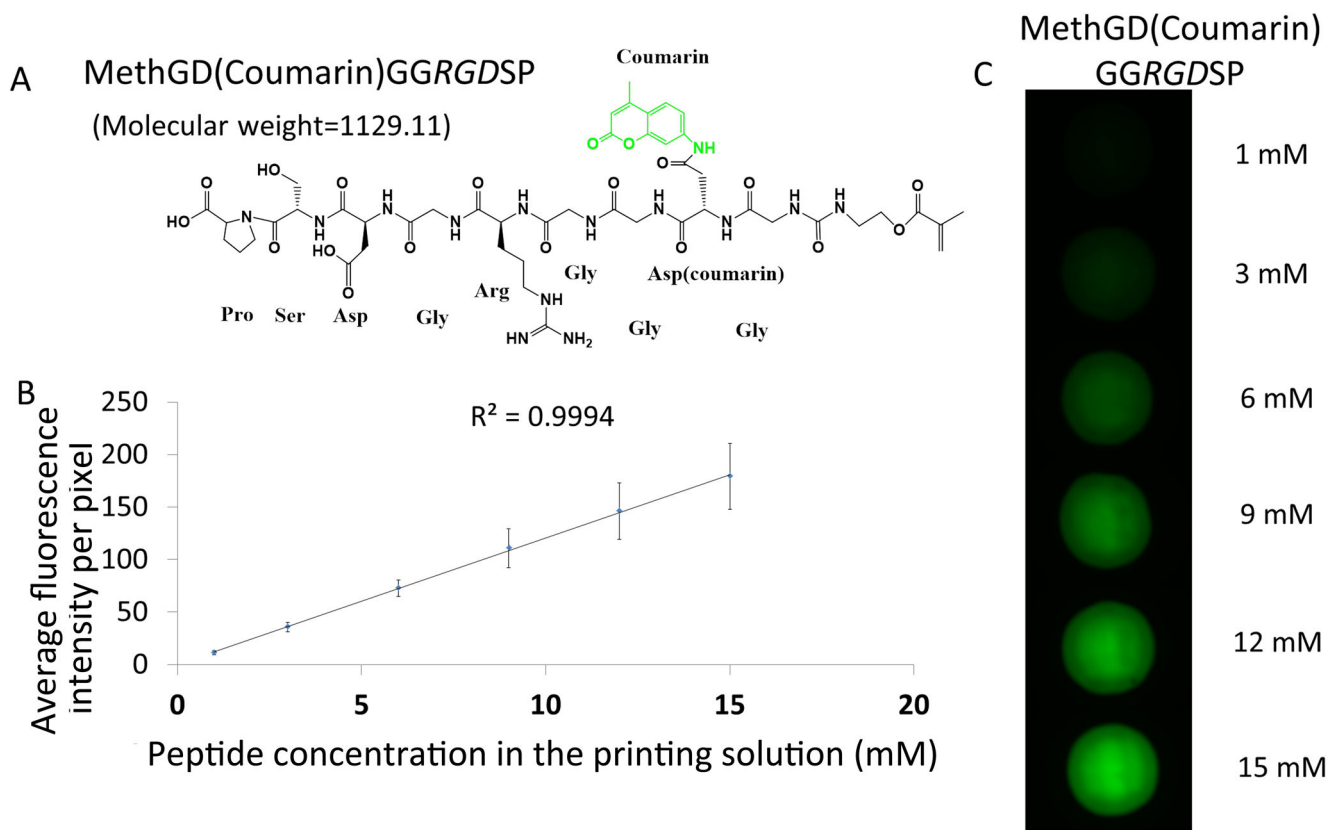 A
MethGD(Coumarin)GGRGDSP
(Molecular weight=1129.11)
Coumarin
O
O
NH
HO
O
O
H
N
O
H
N
O
H
N
O
H
N
O
O
H
N
H
N
O
HO
N
O
N
H
O
N
H
O
N
H
O
N
H
O
N
H
O
O
HO
O
NH
HN
NH2
Pro
Ser
Asp
Gly
Arg
Gly
Gly
Asp(coumarin)
Gly
B
Average fluorescence
intensity per pixel
250
200
150
100
50
0
R² = 0.9994
0
5
10
15
20
Peptide concentration in the printing solution (mM)
C
MethGD(Coumarin)
GGRGDSP
1 mM
3 mM
6 mM
9 mM
12 mM
15 mM